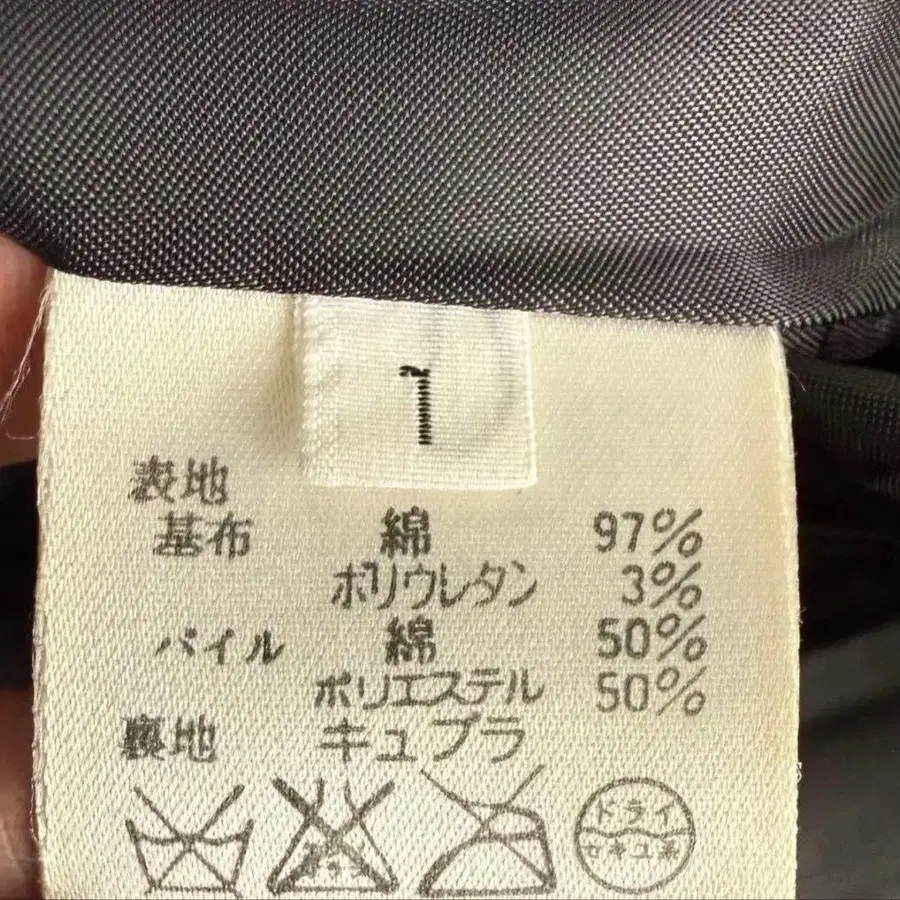 1
表地
基布 綿 97%
ポリウレタン 3%
パイル 綿 50%
ポリエステル 50%
裏地 キュプラ
ドライ
セキユ系